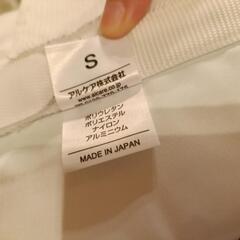 S
アルケア株式会社
www.alcare.co.jp
ポリウレタン
ポリエステル
ナイロン
アルミニウム
MADE IN JAPAN